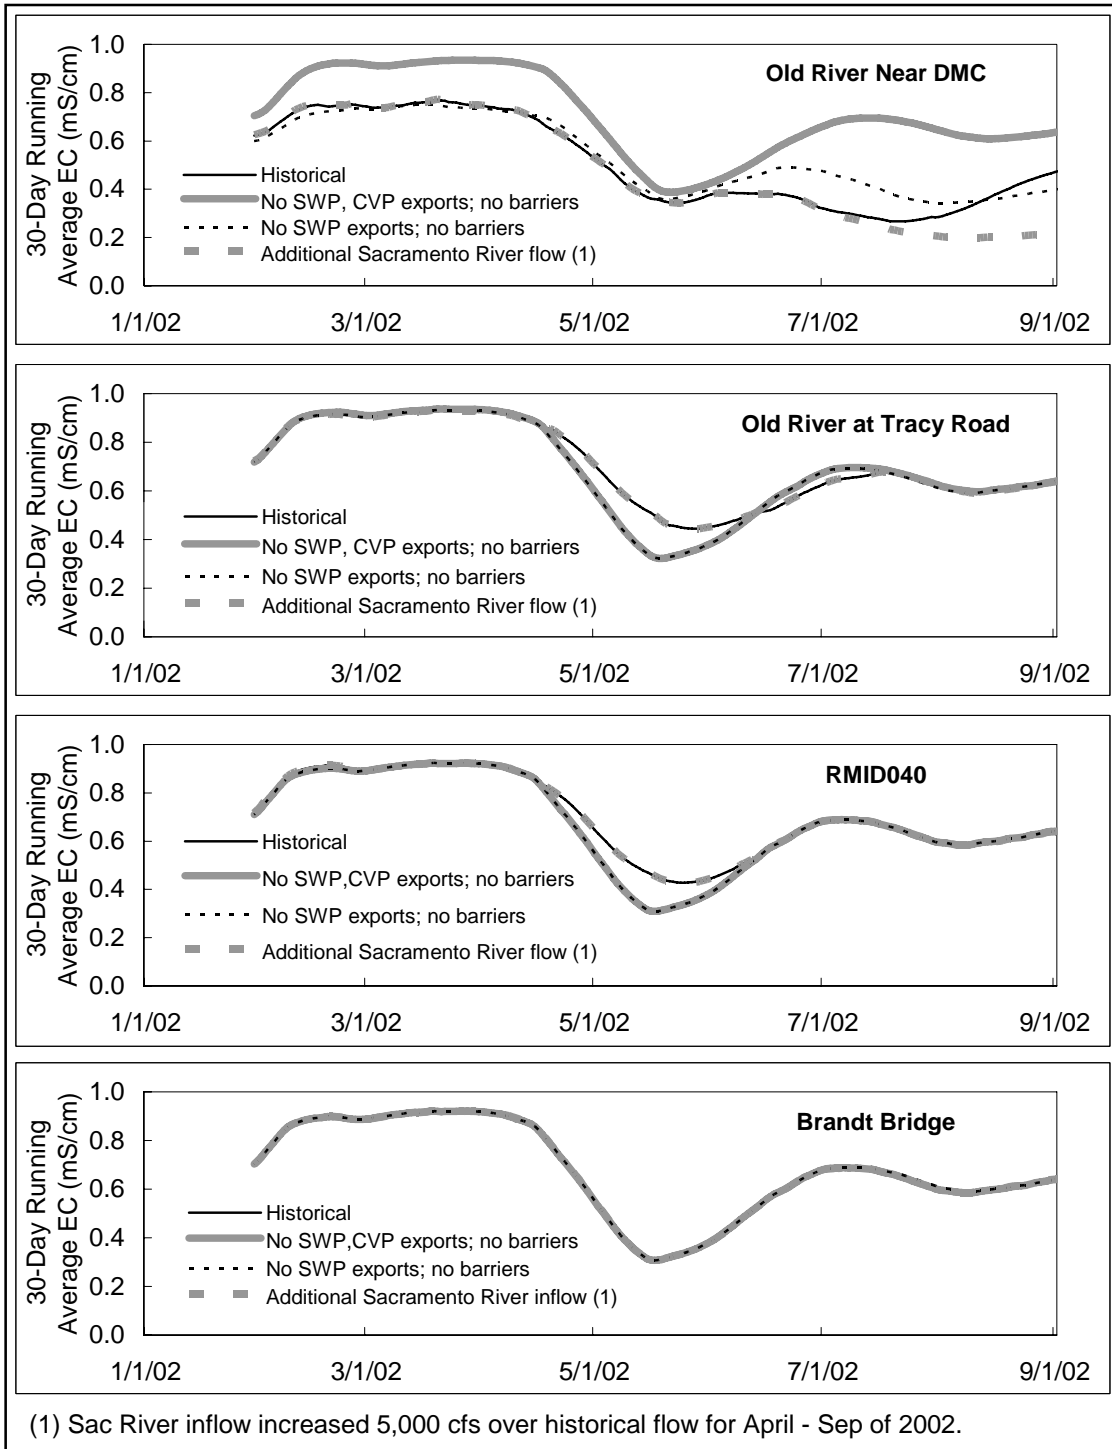 30-Day Running
Average EC (mS/cm)
1.0
0.8
0.6
0.4
0.2
0.0
Old River Near DMC
Historical
No SWP, CVP exports; no barriers
No SWP exports; no barriers
Additional Sacramento River flow (1)
1/1/02 3/1/02 5/1/02 7/1/02 9/1/02
30-Day Running
Average EC (mS/cm)
1.0
0.8
0.6
0.4
0.2
0.0
Old River at Tracy Road
Historical
No SWP, CVP exports; no barriers
No SWP exports; no barriers
Additional Sacramento River flow (1)
1/1/02 3/1/02 5/1/02 7/1/02 9/1/02
30-Day Running
Average EC (mS/cm)
1.0
0.8
0.6
0.4
0.2
0.0
RMID040
Historical
No SWP,CVP exports; no barriers
No SWP exports; no barriers
Additional Sacramento River flow (1)
1/1/02 3/1/02 5/1/02 7/1/02 9/1/02
30-Day Running
Average EC (mS/cm)
1.0
0.8
0.6
0.4
0.2
0.0
Brandt Bridge
Historical
No SWP,CVP exports; no barriers
No SWP exports; no barriers
Additional Sacramento River inflow (1)
1/1/02 3/1/02 5/1/02 7/1/02 9/1/02
(1) Sac River inflow increased 5,000 cfs over historical flow for April - Sep of 2002.